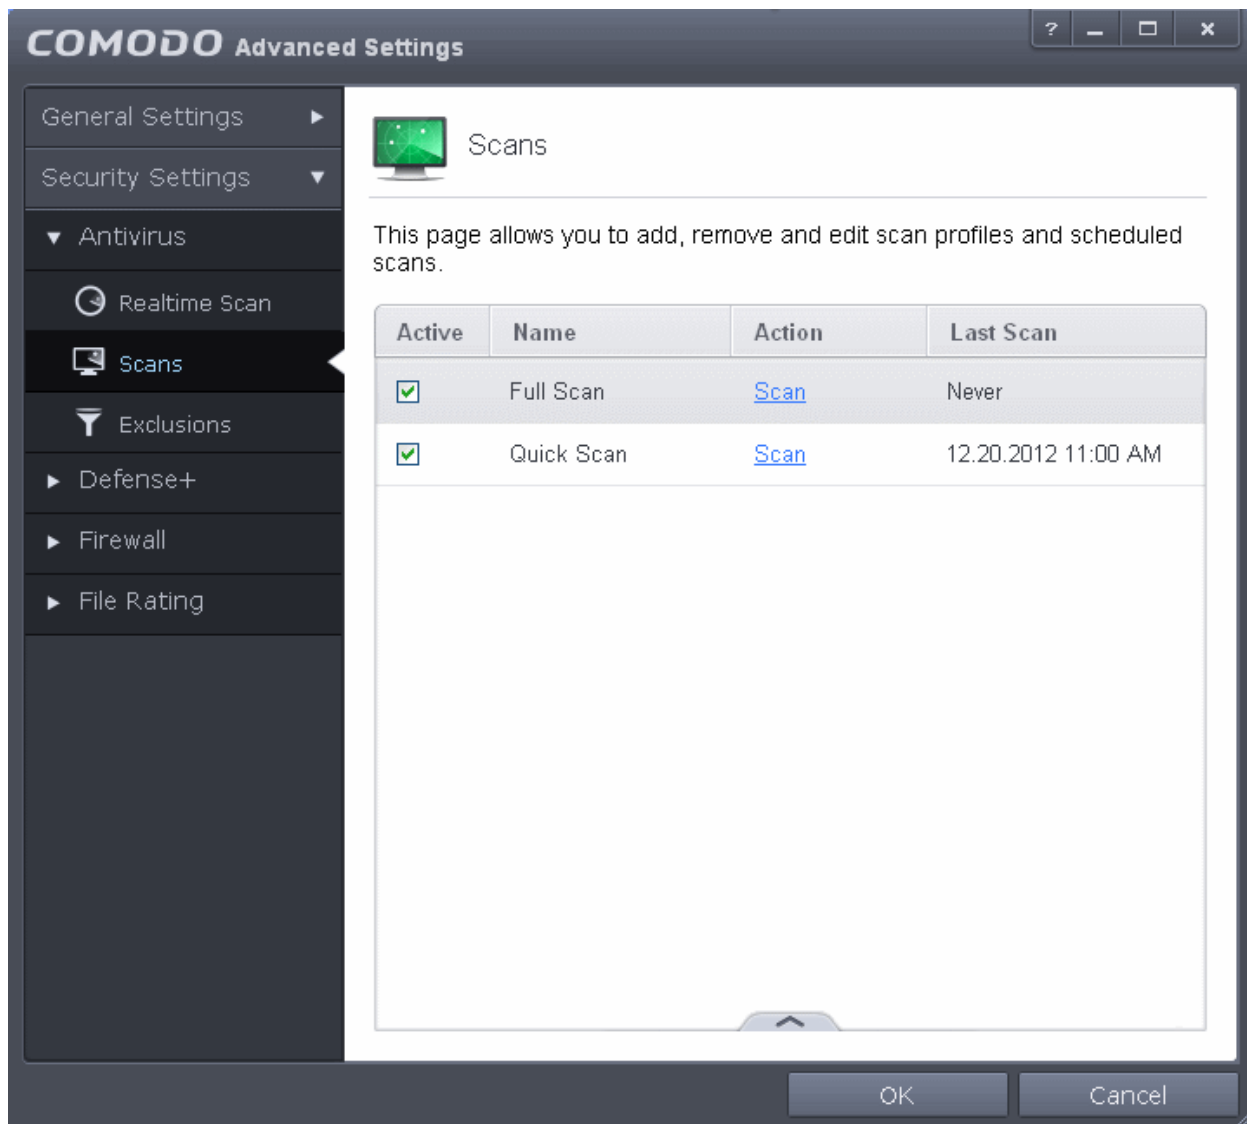 COMODO Advanced Settings
?
General Settings
Security Settings
Antivirus
Realtime Scan
Scans
Exclusions
Defense+
Firewall
File Rating
Scans
This page allows you to add, remove and edit scan profiles and scheduled
scans.
Active Name Action Last Scan
Full Scan Scan Never
Quick Scan Scan 12.20.2012 11:00 AM
OK Cancel